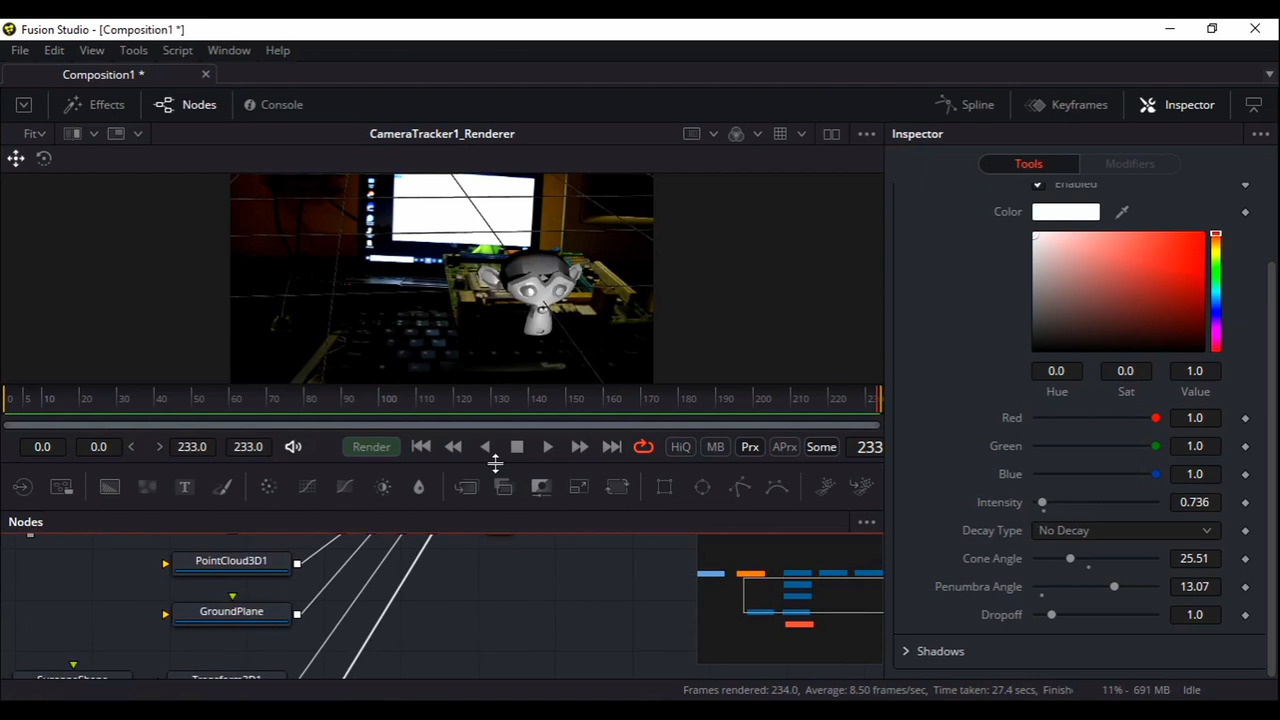 Fusion Studio - [Composition1 *]
File Edit View Tools Script Window Help
Composition1 *
Effects Nodes Console Spline Keyframes Inspector
Fit CameraTracker1_Renderer Inspector
Tools Modifiers
Enabled
Color
0.0 0.0 1.0
Hue Sat Value
0 5 10 20 30 40 50 60 70 80 90 100 110 120 130 140 150 160 170 180 190 200 210 220
Red 1.0
0.0 0.0 233.0 233.0 Render HiQ MB Prx APrx Some 233
Green 1.0
Blue 1.0
Intensity 0.736
Nodes
Decay Type No Decay
PointCloud3D1
Cone Angle 25.51
Penumbra Angle 13.07
GroundPlane
Dropoff 1.0
Shadows
Transform3D1
Frames rendered: 234.0, Average: 8.50 frames/sec, Time taken: 27.4 secs, Finish 11% - 691 MB Idle